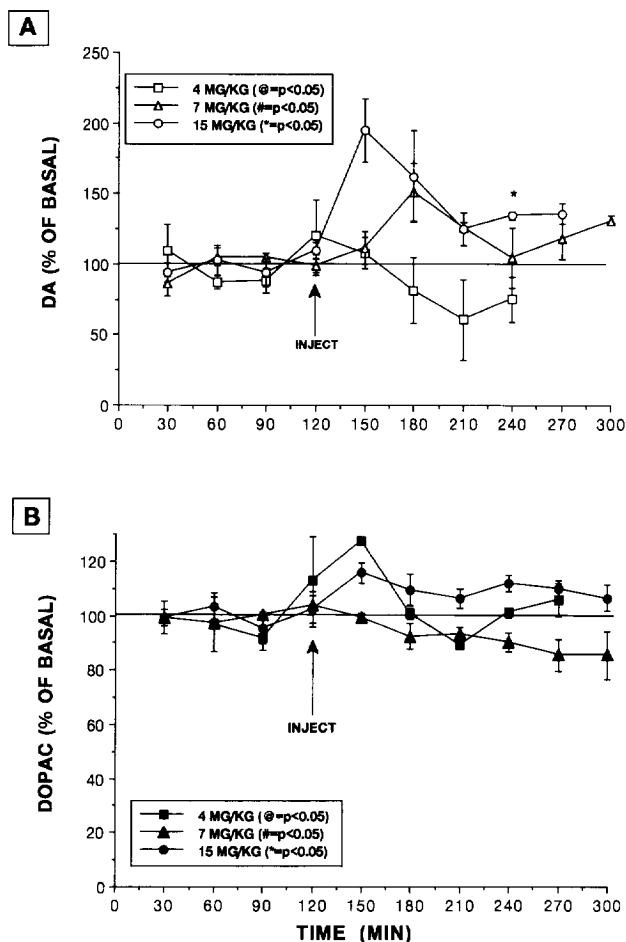 A
250
200
150
100
50
0
DA (% OF BASAL)
4 MG/KG (@=p<0.05)
7 MG/KG (#=p<0.05)
15 MG/KG (*=p<0.05)
*
INJECT
0 30 60 90 120 150 180 210 240 270 300
B
120
100
80
60
40
20
0
DOPAC (% OF BASAL)
INJECT
4 MG/KG (@=p<0.05)
7 MG/KG (#=p<0.05)
15 MG/KG (*=p<0.05)
0 30 60 90 120 150 180 210 240 270 300
TIME (MIN)